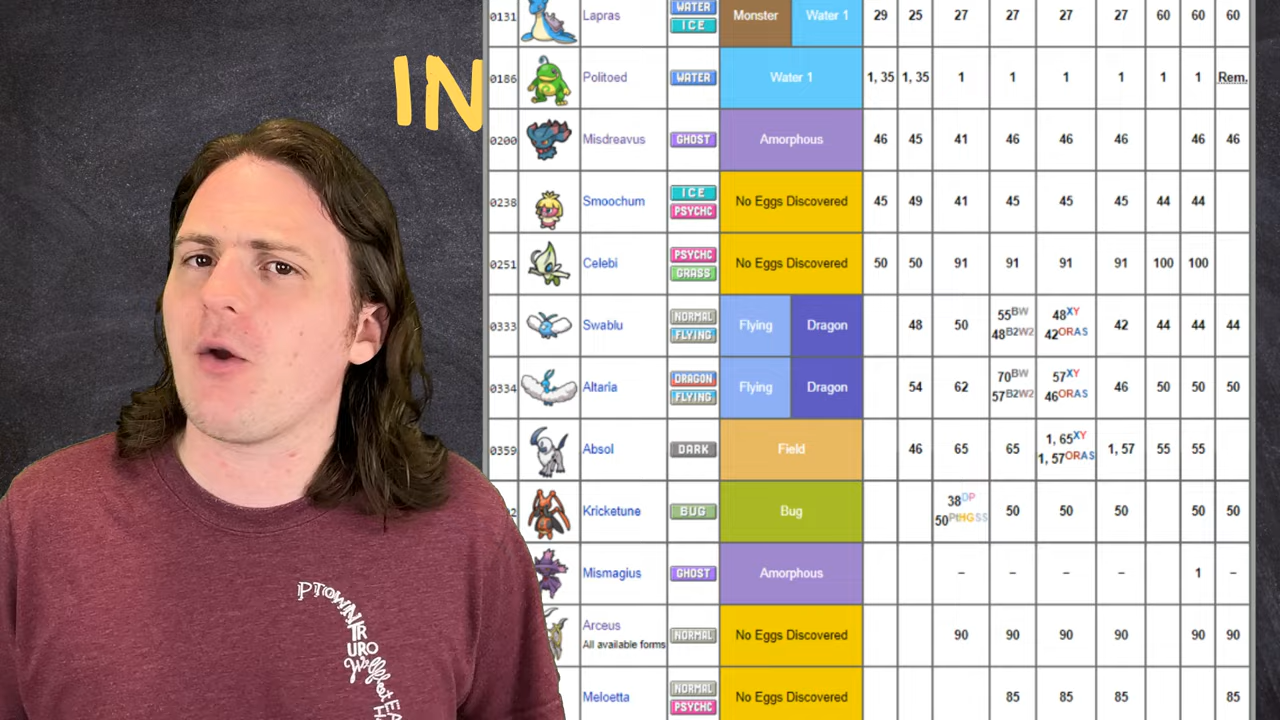 IN
0131 Lapras WATER ICE Monster Water 1 29 25 27 27 27 27 60 60 60
0186 Politoed WATER Water 1 1, 35 1, 35 1 1 1 1 1 1 Rem.
0200 Misdreavus GHOST Amorphous 46 45 41 46 46 46 46 46
0238 Smoochum ICE PSYCHC No Eggs Discovered 45 49 41 45 45 45 44 44
0251 Celebi PSYCHC GRASS No Eggs Discovered 50 50 91 91 91 91 100 100
0333 Swablu NORMAL FLYING Flying Dragon 48 50 55BW 48B2W2 48XY 42ORAS 42 44 44 44
0334 Altaria DRAGON FLYING Flying Dragon 54 62 70BW 57B2W2 57XY 46ORAS 46 50 50 50
0359 Absol DARK Field 46 65 65 1, 65XY 1, 57ORAS 1, 57 55 55
Kricketune BUG Bug 38DP 50PtHGSS 50 50 50 50 50
Mismagius GHOST Amorphous – – – – 1 –
Arceus All available forms NORMAL No Eggs Discovered 90 90 90 90 90 90
Meloetta NORMAL PSYCHC No Eggs Discovered 85 85 85 85
PTOWN
TR
URO